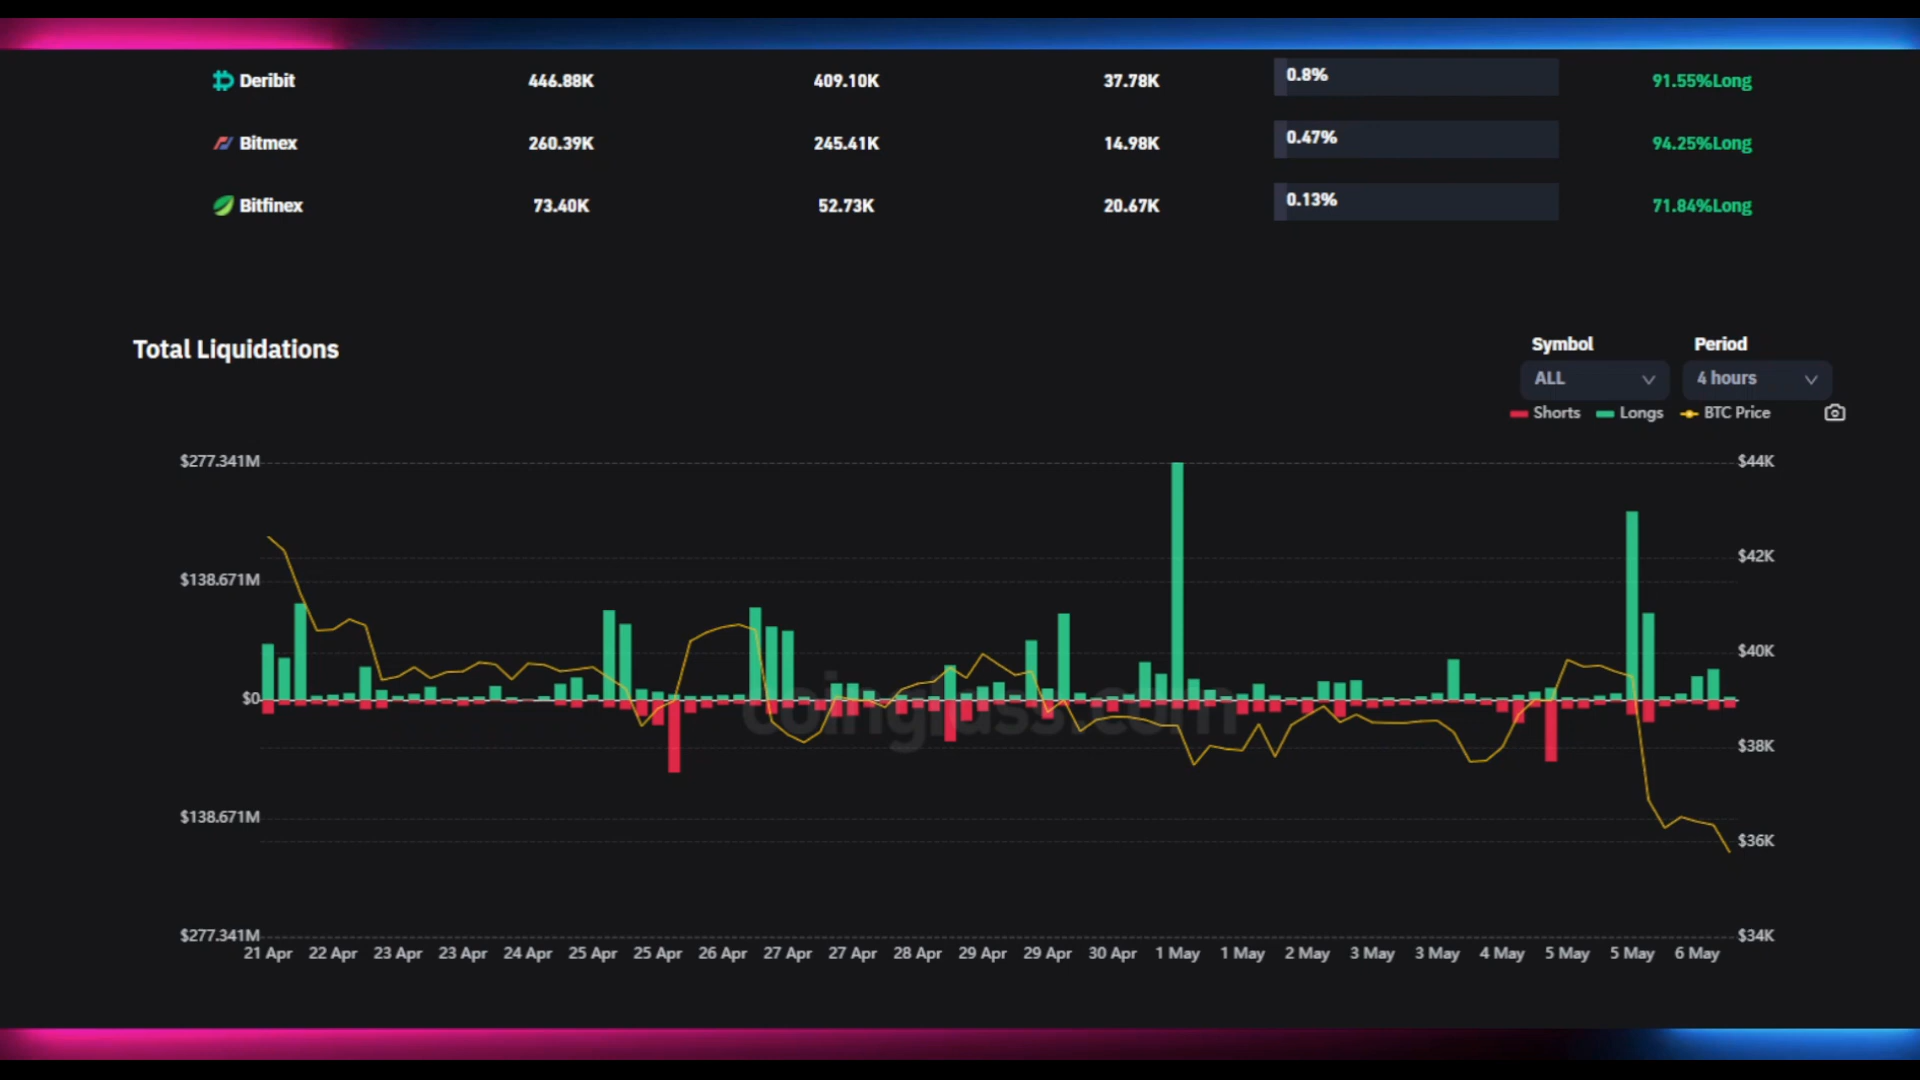 Deribit 446.88K 409.10K 37.78K 0.8% 91.55%Long
Bitmex 260.39K 245.41K 14.98K 0.47% 94.25%Long
Bitfinex 73.40K 52.73K 20.67K 0.13% 71.84%Long
Total Liquidations
Symbol Period
ALL 4 hours
Shorts Longs BTC Price
$277.341M $44K
$42K
$138.671M
$40K
$0
coinglass.com
$38K
$138.671M
$36K
$277.341M $34K
21 Apr 22 Apr 23 Apr 23 Apr 24 Apr 25 Apr 25 Apr 26 Apr 27 Apr 27 Apr 28 Apr 29 Apr 29 Apr 30 Apr 1 May 1 May 2 May 3 May 3 May 4 May 5 May 5 May 6 May